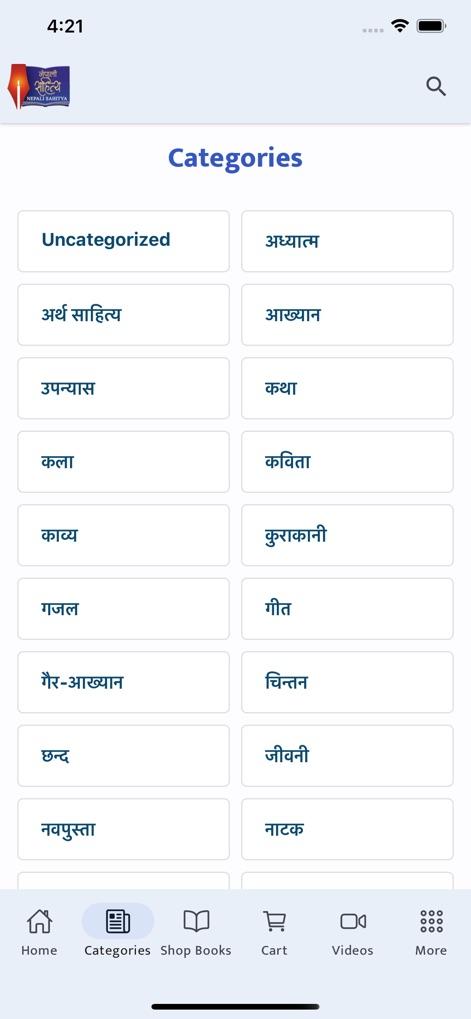 4:21
नेपाली
साहित्य
NEPALI SAHITYA
Categories
Uncategorized
अध्यात्म
अर्थ साहित्य
आख्यान
उपन्यास
कथा
कला
कविता
काव्य
कुराकानी
गजल
गीत
गैर-आख्यान
चिन्तन
छन्द
जीवनी
नवपुस्ता
नाटक
Home
Categories
Shop Books
Cart
Videos
More